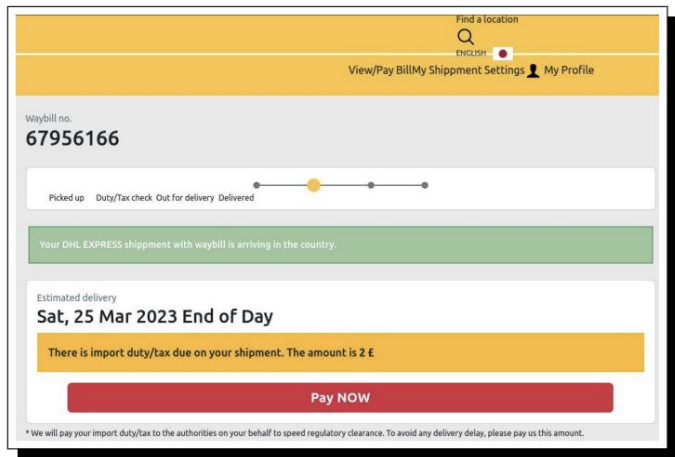 Find a location
ENGLISH
View/Pay BillMy Shippment Settings My Profile
Waybill no.
67956166
Picked up Duty/Tax check Out for delivery Delivered
Your DHL EXPRESS shippment with waybill is arriving in the country.
Estimated delivery
Sat, 25 Mar 2023 End of Day
There is import duty/tax due on your shipment. The amount is 2 £
Pay NOW
* We will pay your import duty/tax to the authorities on your behalf to speed regulatory clearance. To avoid any delivery delay, please pay us this amount.